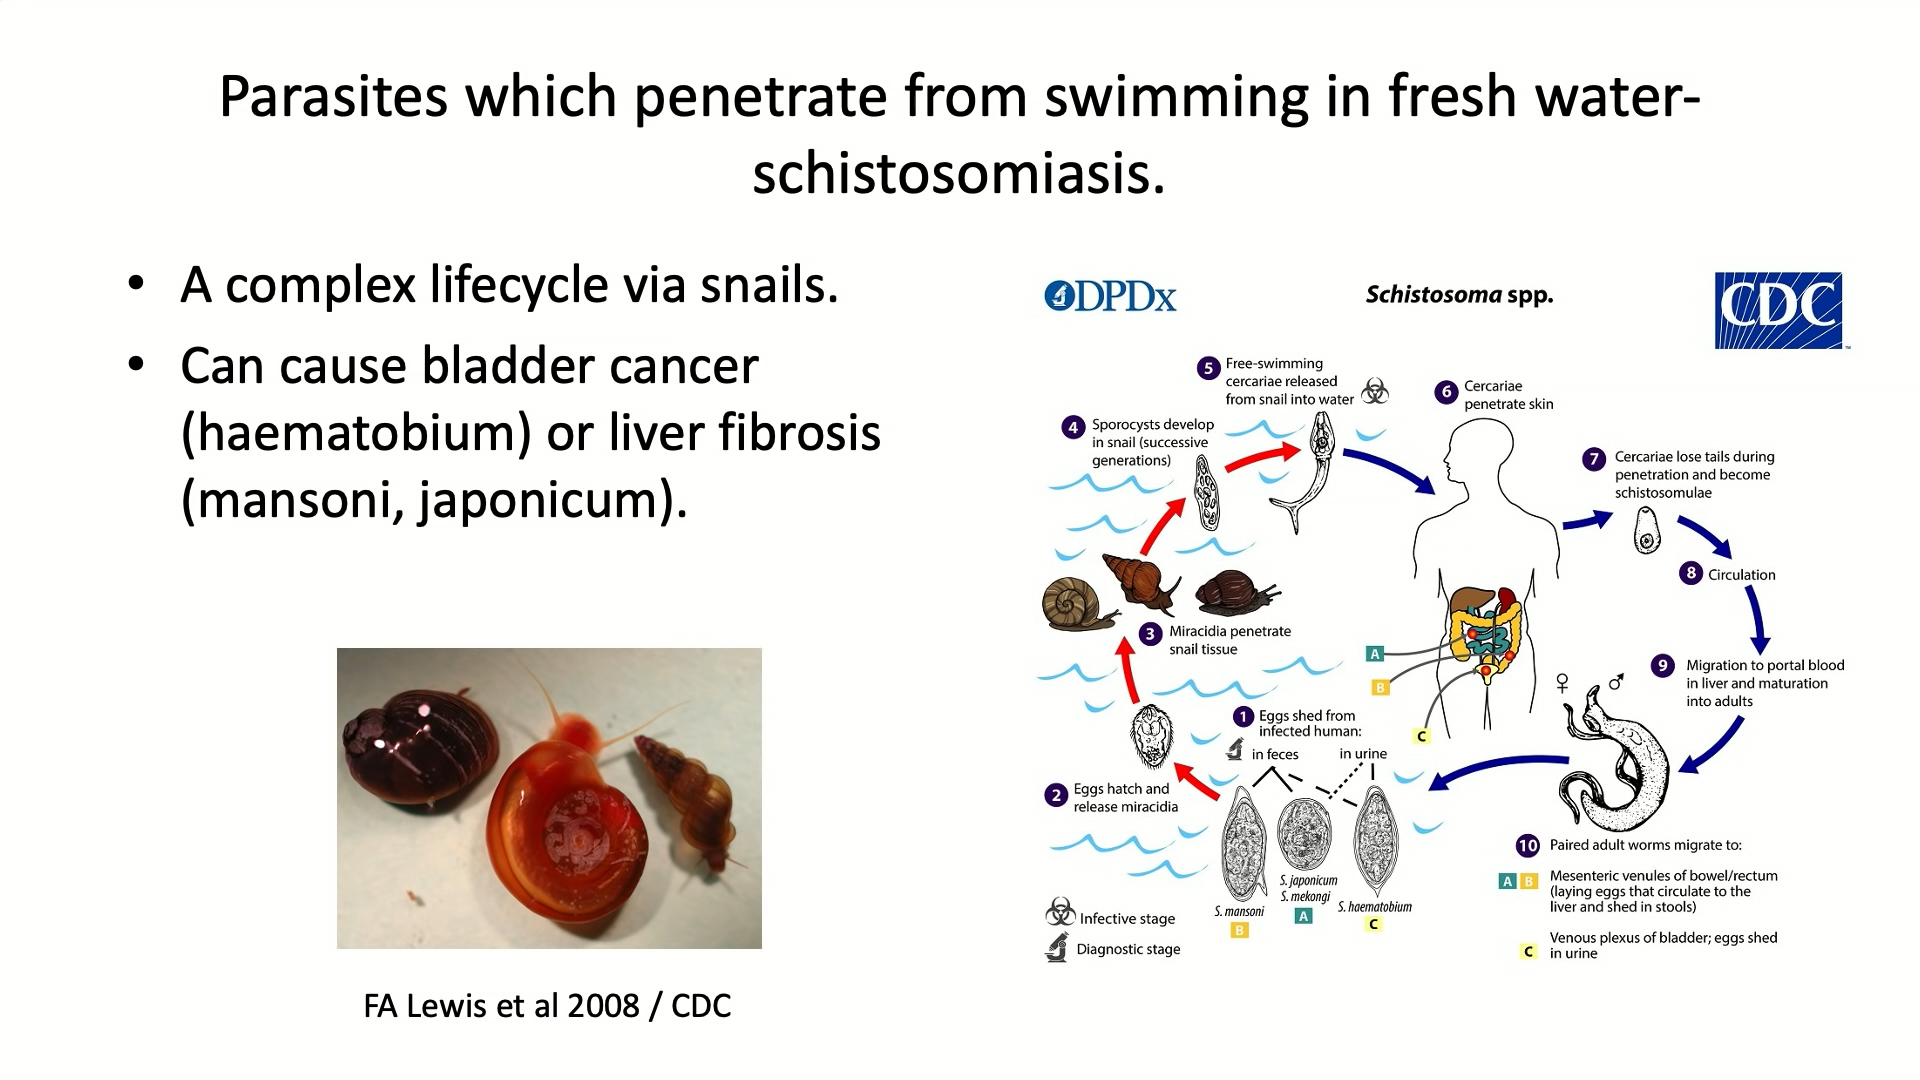 Parasites which penetrate from swimming in fresh water-
schistosomiasis.
• A complex lifecycle via snails.
• Can cause bladder cancer
(haematobium) or liver fibrosis
(mansoni, japonicum).
FA Lewis et al 2008 / CDC
DPDx
Schistosoma spp.
CDC
5 Free-swimming
cercariae released
from snail into water
6 Cercariae
penetrate skin
4 Sporocysts develop
in snail (successive
generations)
7 Cercariae lose tails during
penetration and become
schistosomulae
8 Circulation
3 Miracidia penetrate
snail tissue
A
B
C
9 Migration to portal blood
in liver and maturation
into adults
♀ ♂
1 Eggs shed from
infected human:
in feces
in urine
2 Eggs hatch and
release miracidia
S. mansoni
B
S. japonicum
S. mekongi
A
S. haematobium
C
10 Paired adult worms migrate to:
A B Mesenteric venules of bowel/rectum
(laying eggs that circulate to the
liver and shed in stools)
C Venous plexus of bladder; eggs shed
in urine
Infective stage
Diagnostic stage